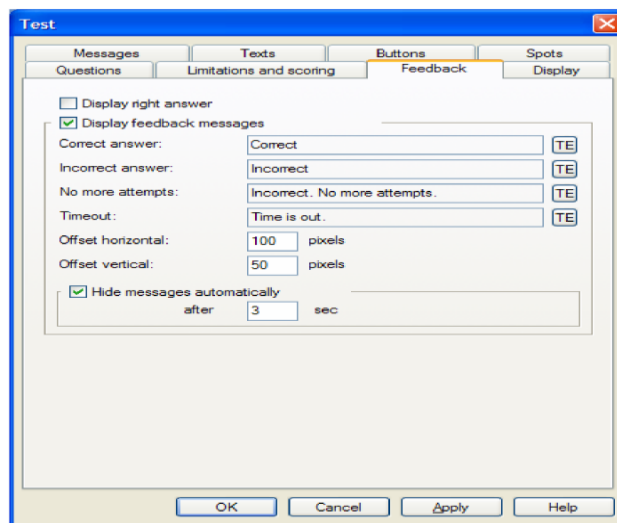 Test
Messages Texts Buttons Spots
Questions Limitations and scoring Feedback Display
Display right answer
Display feedback messages
Correct answer: Correct TE
Incorrect answer: Incorrect TE
No more attempts: Incorrect. No more attempts. TE
Timeout: Time is out. TE
Offset horizontal: 100 pixels
Offset vertical: 50 pixels
Hide messages automatically
after 3 sec
OK Cancel Apply Help